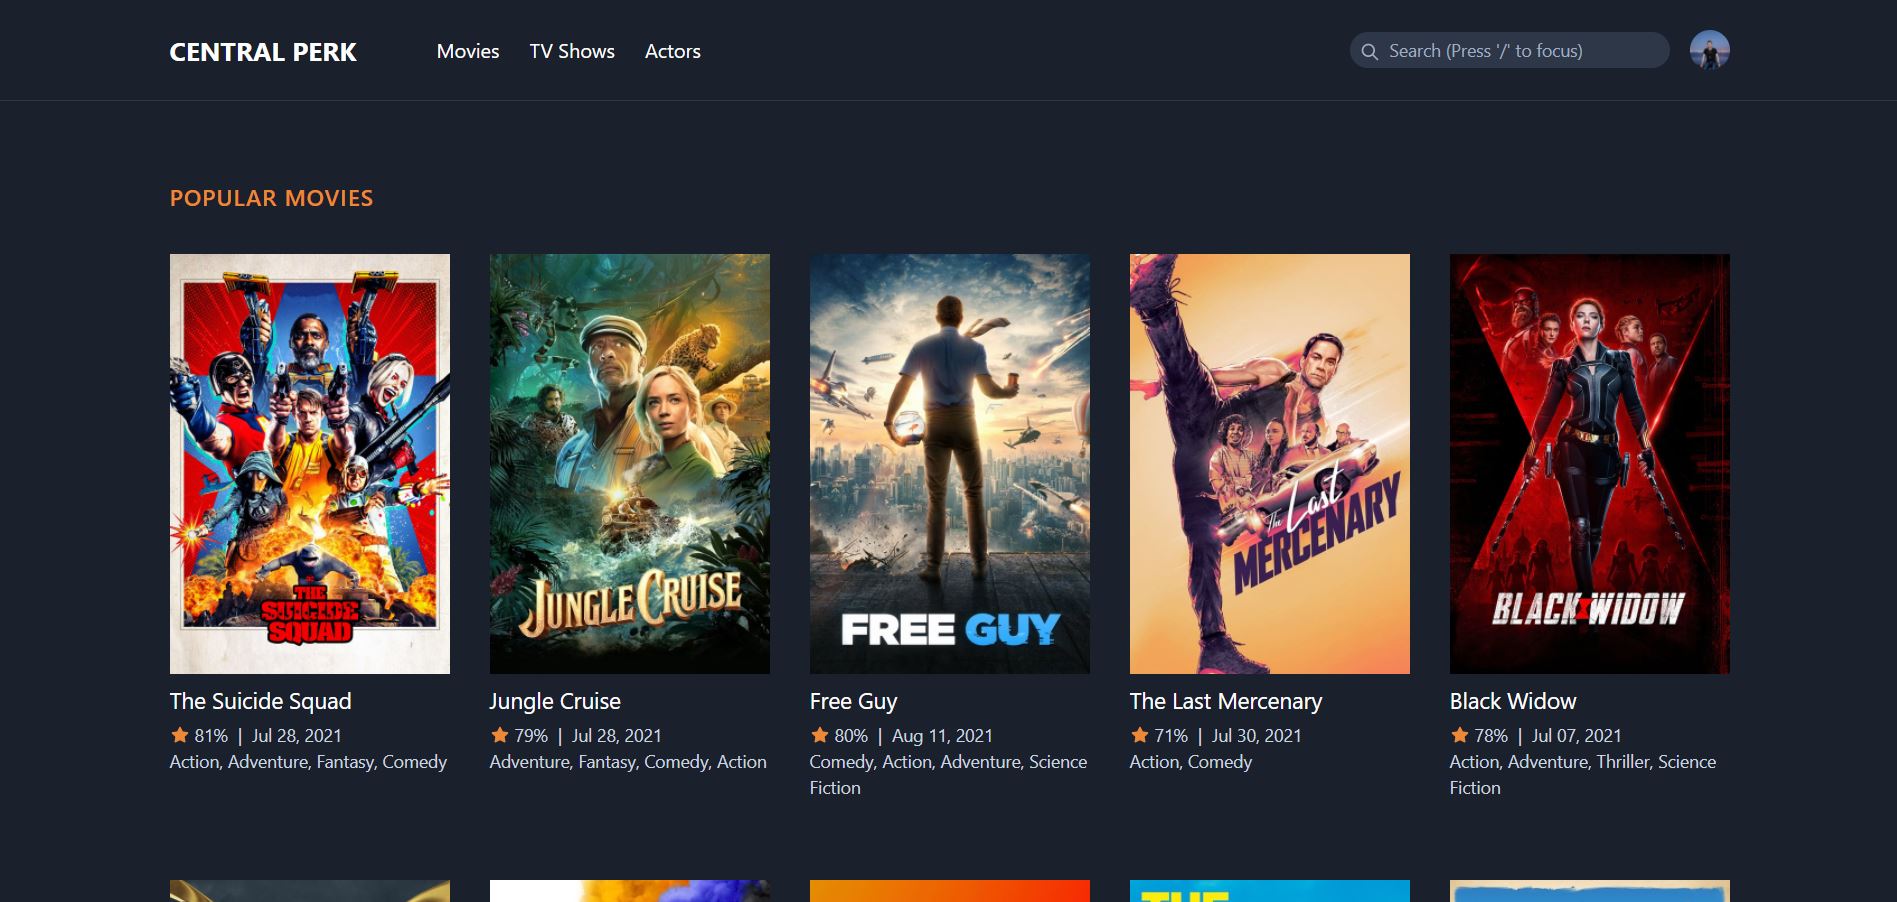 CENTRAL PERK
Movies
TV Shows
Actors
Search (Press '/' to focus)
POPULAR MOVIES
THE
SUICIDE
SQUAD
JUNGLE CRUISE
FREE GUY
The Last
MERCENARY
BLACK WIDOW
The Suicide Squad
81% | Jul 28, 2021
Action, Adventure, Fantasy, Comedy
Jungle Cruise
79% | Jul 28, 2021
Adventure, Fantasy, Comedy, Action
Free Guy
80% | Aug 11, 2021
Comedy, Action, Adventure, Science
Fiction
The Last Mercenary
71% | Jul 30, 2021
Action, Comedy
Black Widow
78% | Jul 07, 2021
Action, Adventure, Thriller, Science
Fiction
THE